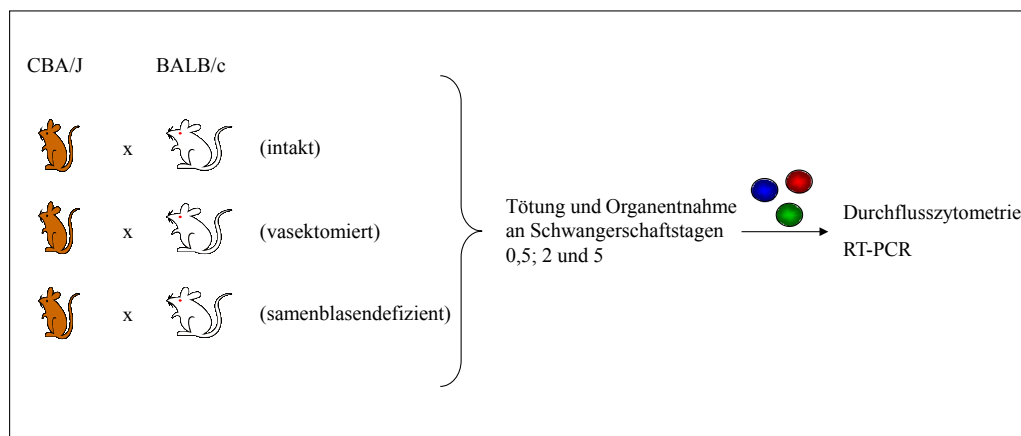 CBA/J
BALB/c
x
(intakt)
x
(vasektomiert)
x
(samenblasendefizient)
Tötung und Organentnahme
an Schwangerschaftstagen
0,5; 2 und 5
Durchflusszytometrie
RT-PCR